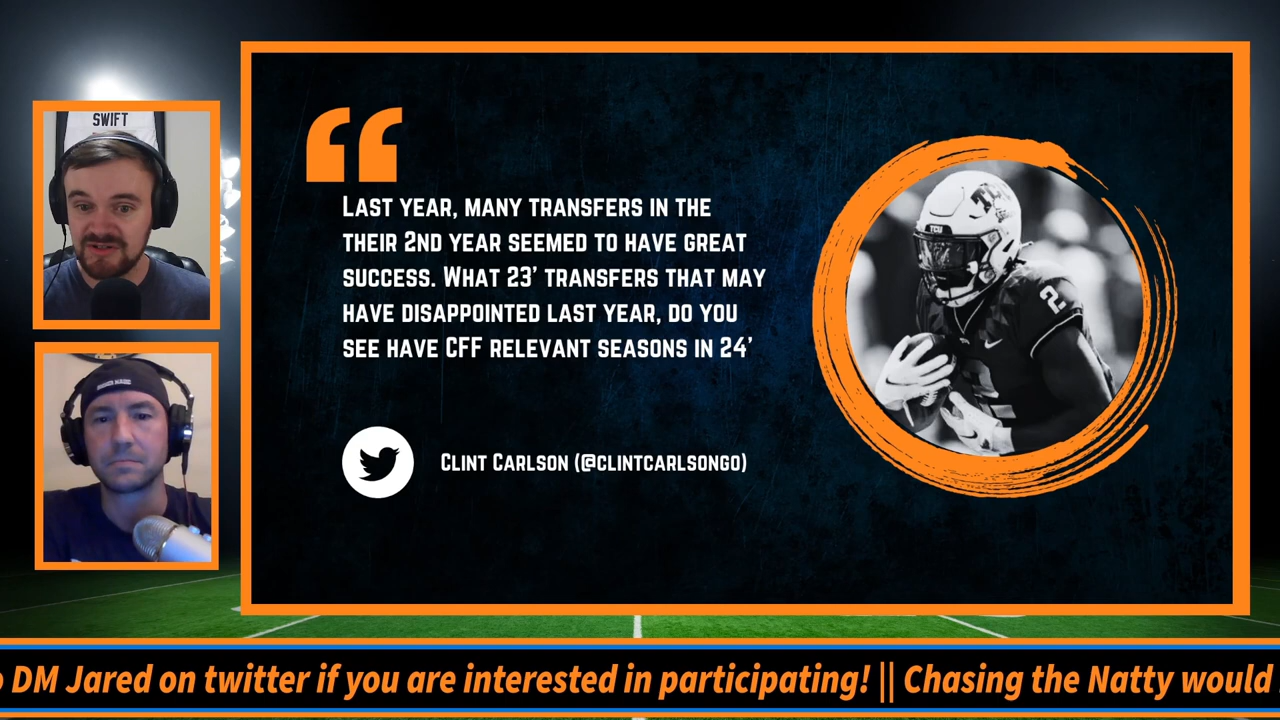 SWIFT
LAST YEAR, MANY TRANSFERS IN THE
THEIR 2ND YEAR SEEMED TO HAVE GREAT
SUCCESS. WHAT 23' TRANSFERS THAT MAY
HAVE DISAPPOINTED LAST YEAR, DO YOU
SEE HAVE CFF RELEVANT SEASONS IN 24'
CLINT CARLSON (@CLINTCARLSONGO)
TCU
2
DM Jared on twitter if you are interested in participating! || Chasing the Natty would